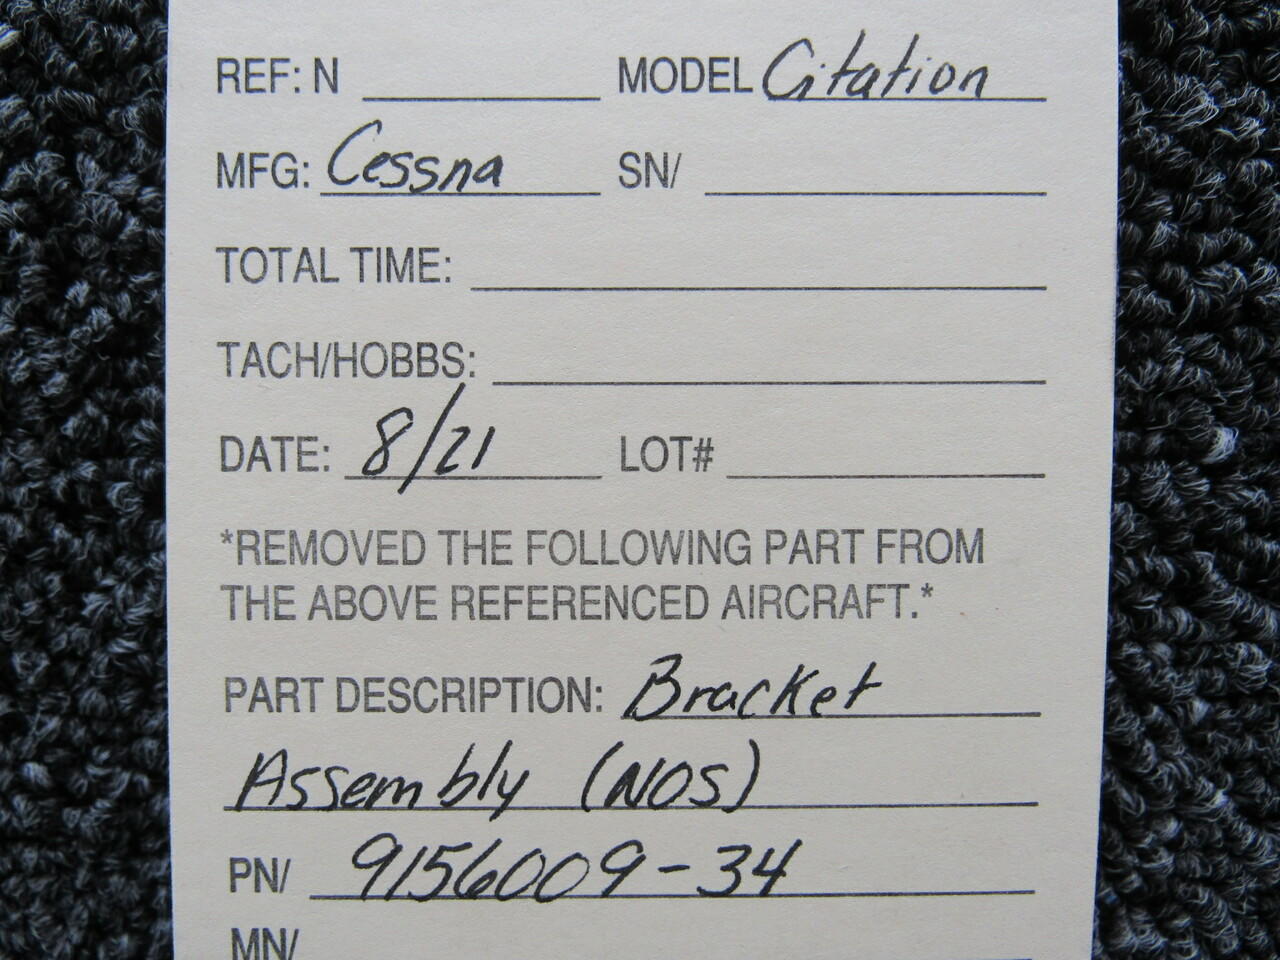 REF: N MODEL Citation
MFG: Cessna SN/
TOTAL TIME:
TACH/HOBBS:
DATE: 8/21 LOT#
*REMOVED THE FOLLOWING PART FROM
THE ABOVE REFERENCED AIRCRAFT.*
PART DESCRIPTION: Bracket
Assembly (NOS)
PN/ 9156009-34
MN/